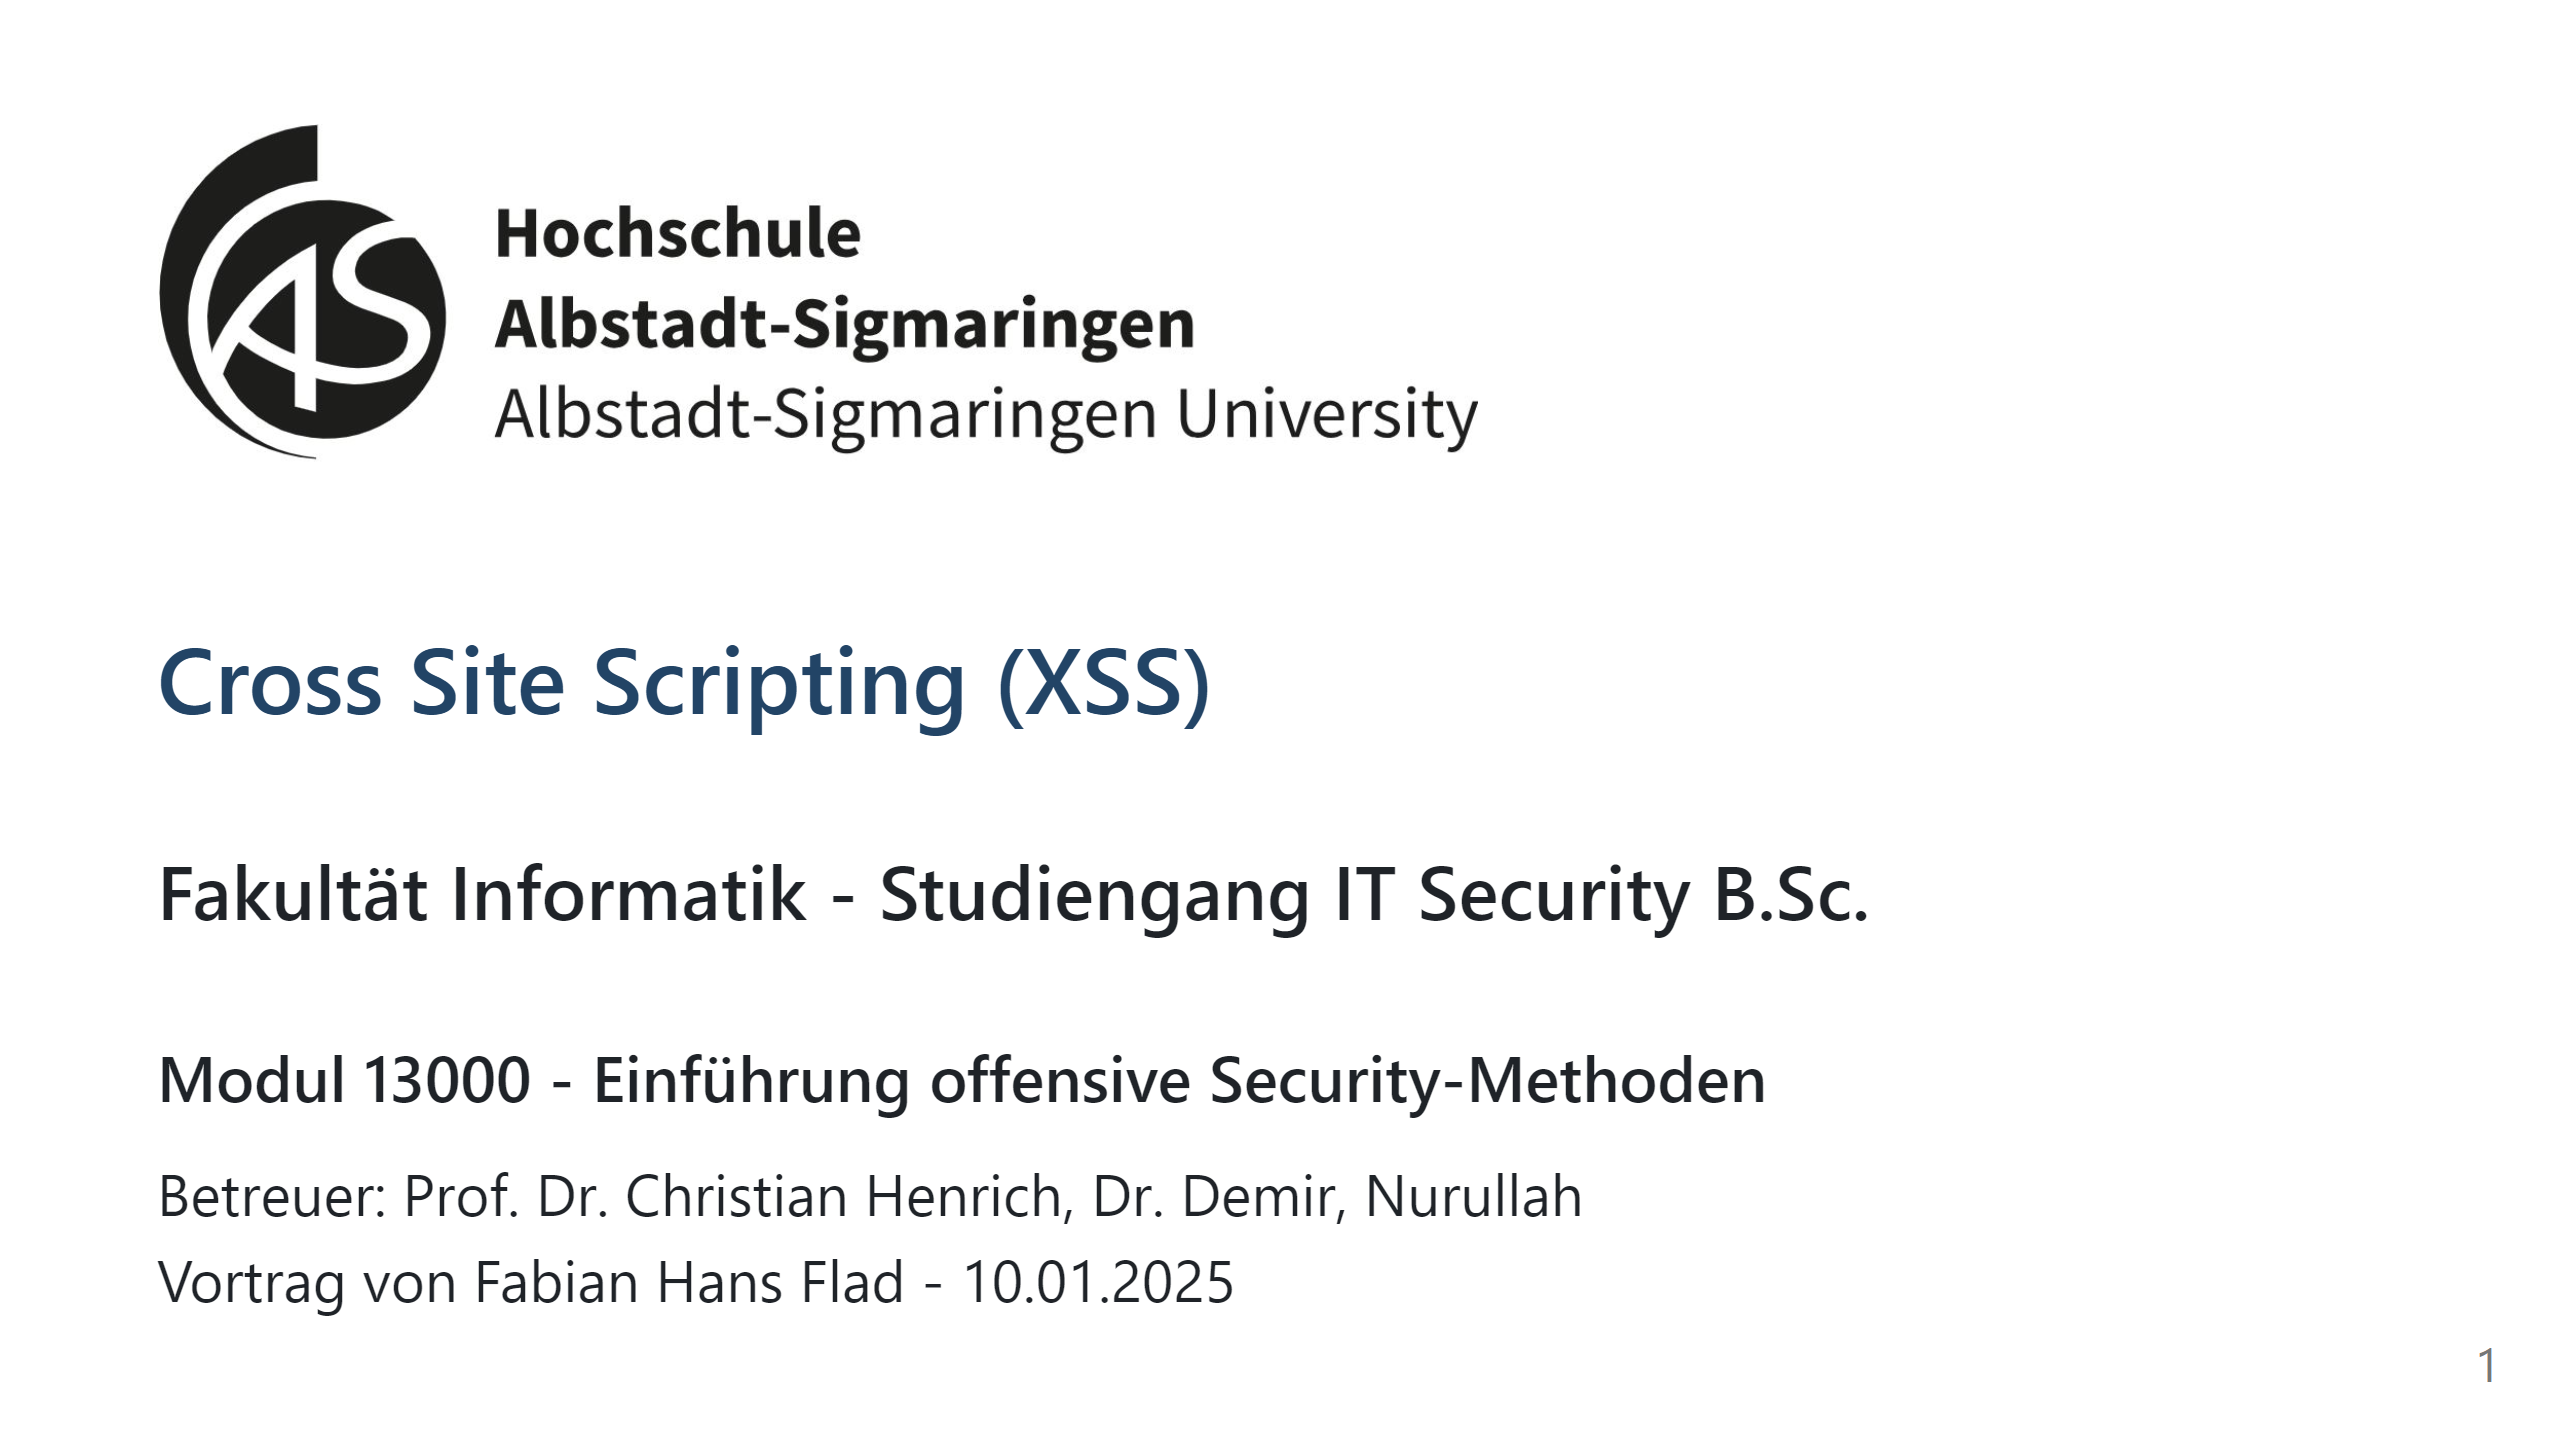 Hochschule
Albstadt-Sigmaringen
Albstadt-Sigmaringen University
Cross Site Scripting (XSS)
Fakultät Informatik - Studiengang IT Security B.Sc.
Modul 13000 - Einführung offensive Security-Methoden
Betreuer: Prof. Dr. Christian Henrich, Dr. Demir, Nurullah
Vortrag von Fabian Hans Flad - 10.01.2025
1